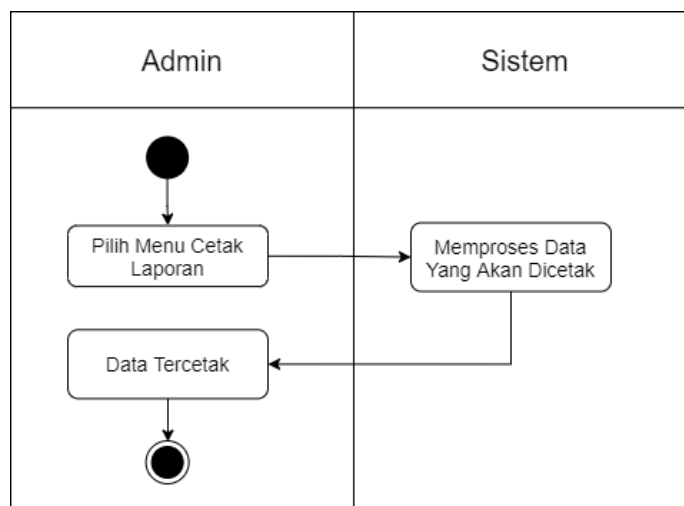 Admin
Sistem
Pilih Menu Cetak
Laporan
Memproses Data
Yang Akan Dicetak
Data Tercetak